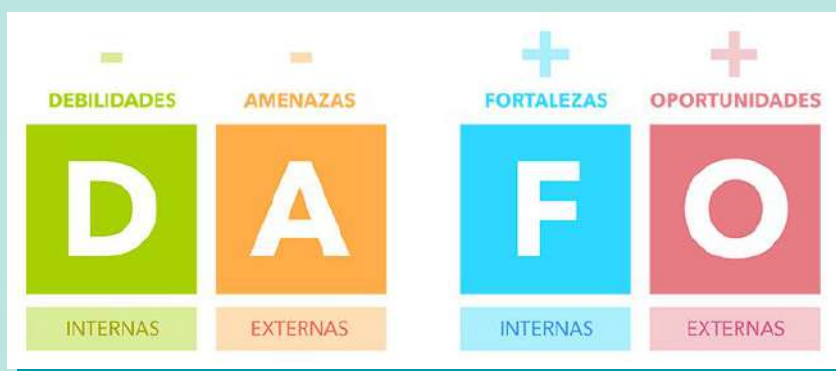 - - + +
DEBILIDADES AMENAZAS FORTALEZAS OPORTUNIDADES
D A F O
INTERNAS EXTERNAS INTERNAS EXTERNAS